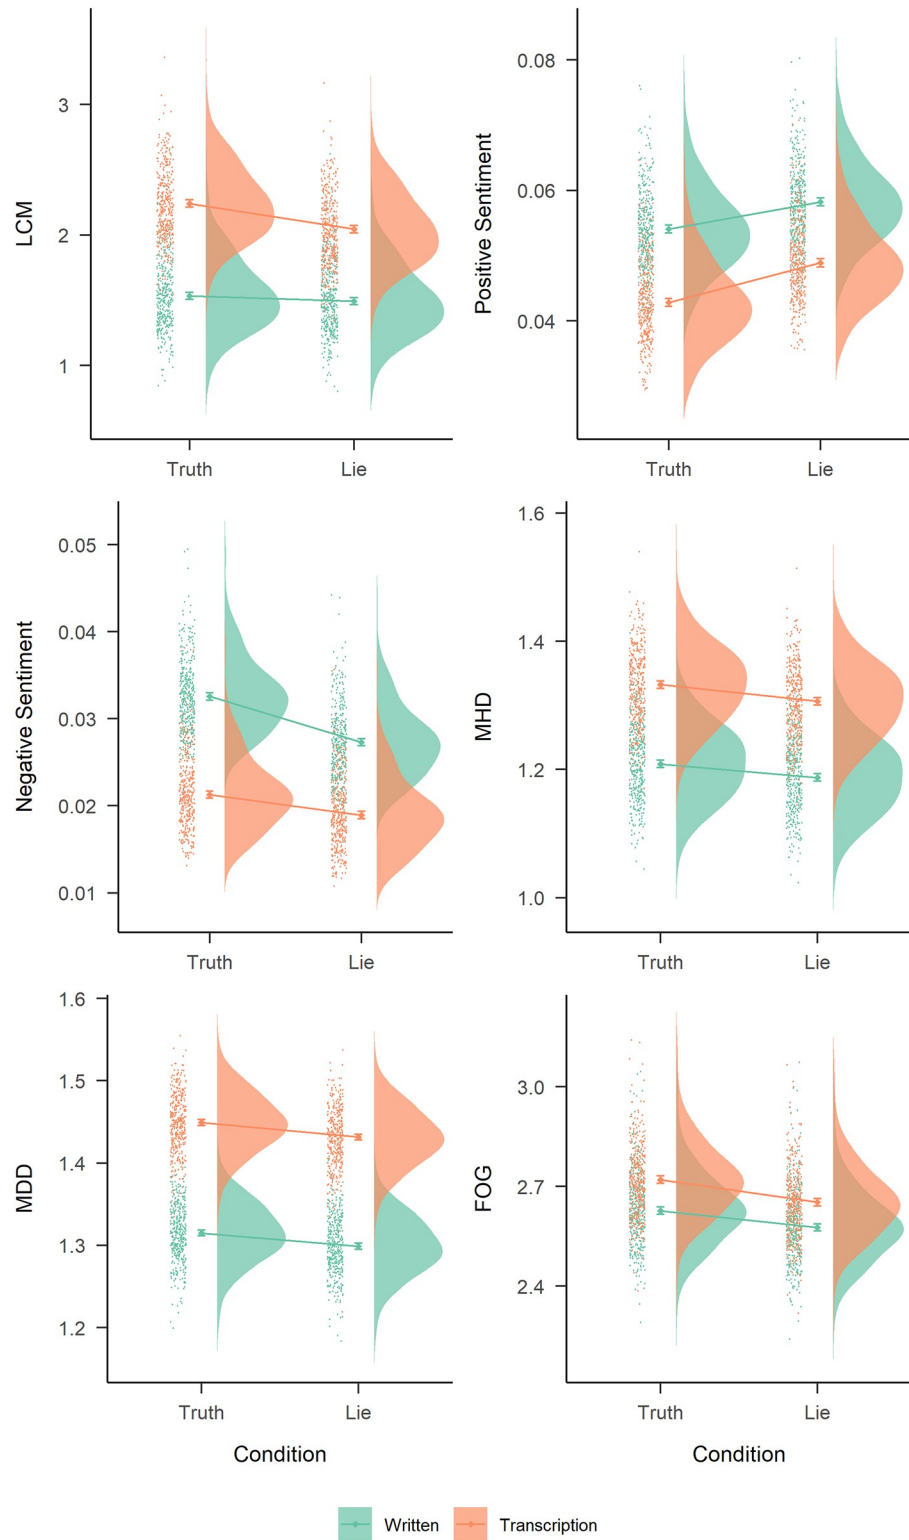 LCM
3
2
1
Truth Lie
Positive Sentiment
0.08
0.06
0.04
Truth Lie
Negative Sentiment
0.05
0.04
0.03
0.02
0.01
Truth Lie
MHD
1.6
1.4
1.2
1.0
Truth Lie
MDD
1.6
1.5
1.4
1.3
1.2
Truth Lie
Condition
FOG
3.0
2.7
2.4
Truth Lie
Condition
Written Transcription